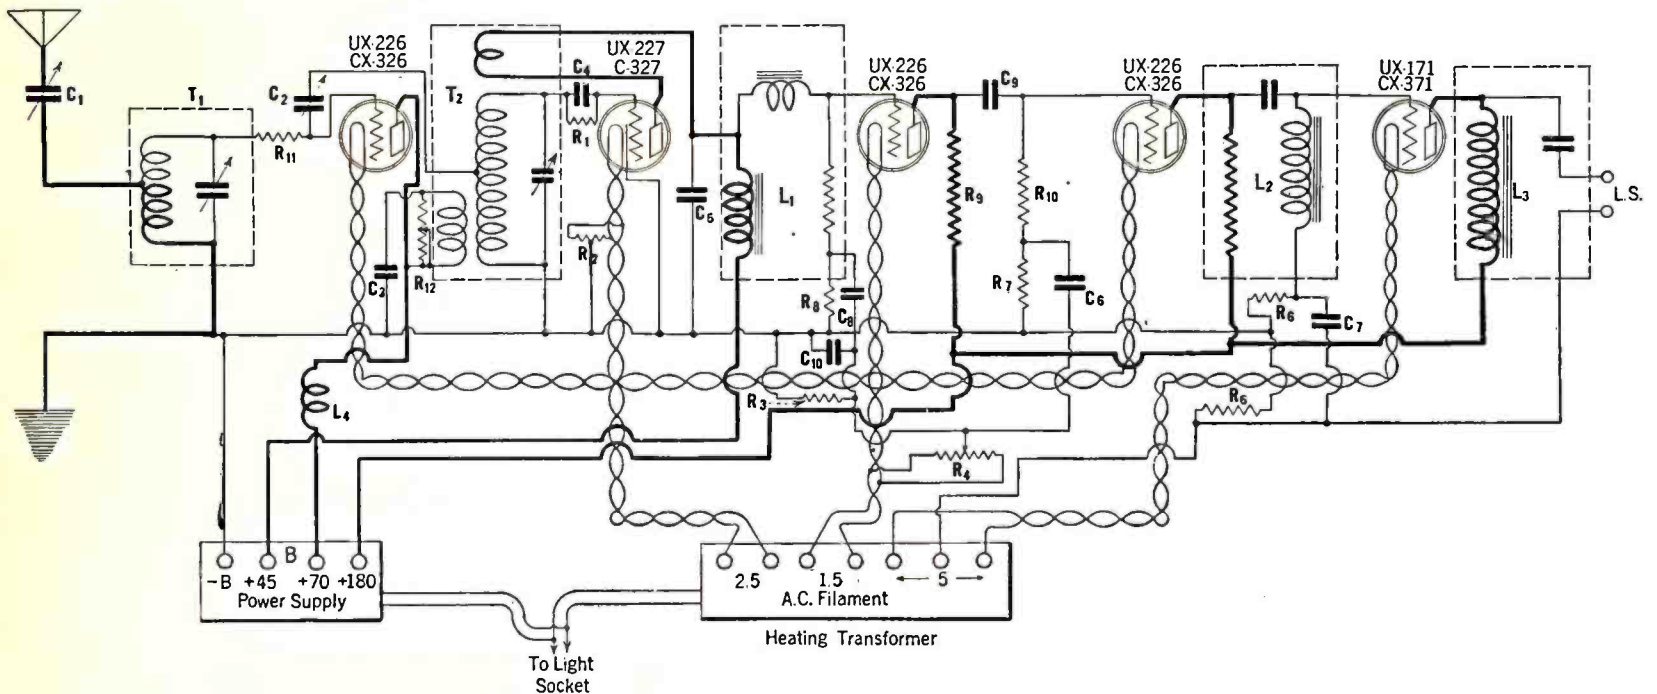 C1
T1
C2
R11
UX-226
CX-326
T2
C3
R12
UX-227
C-327
C4
R1
R2
C5
L1
R8
C8
C10
R3
UX-226
CX-326
C9
R9
R10
R7
C6
R4
UX-226
CX-326
L2
R6
C7
R6
UX-171
CX-371
L3
L.S.
L4
B
-B +45 +70 +180
Power Supply
2.5 1.5 5
A.C. Filament
Heating Transformer
To Light
Socket